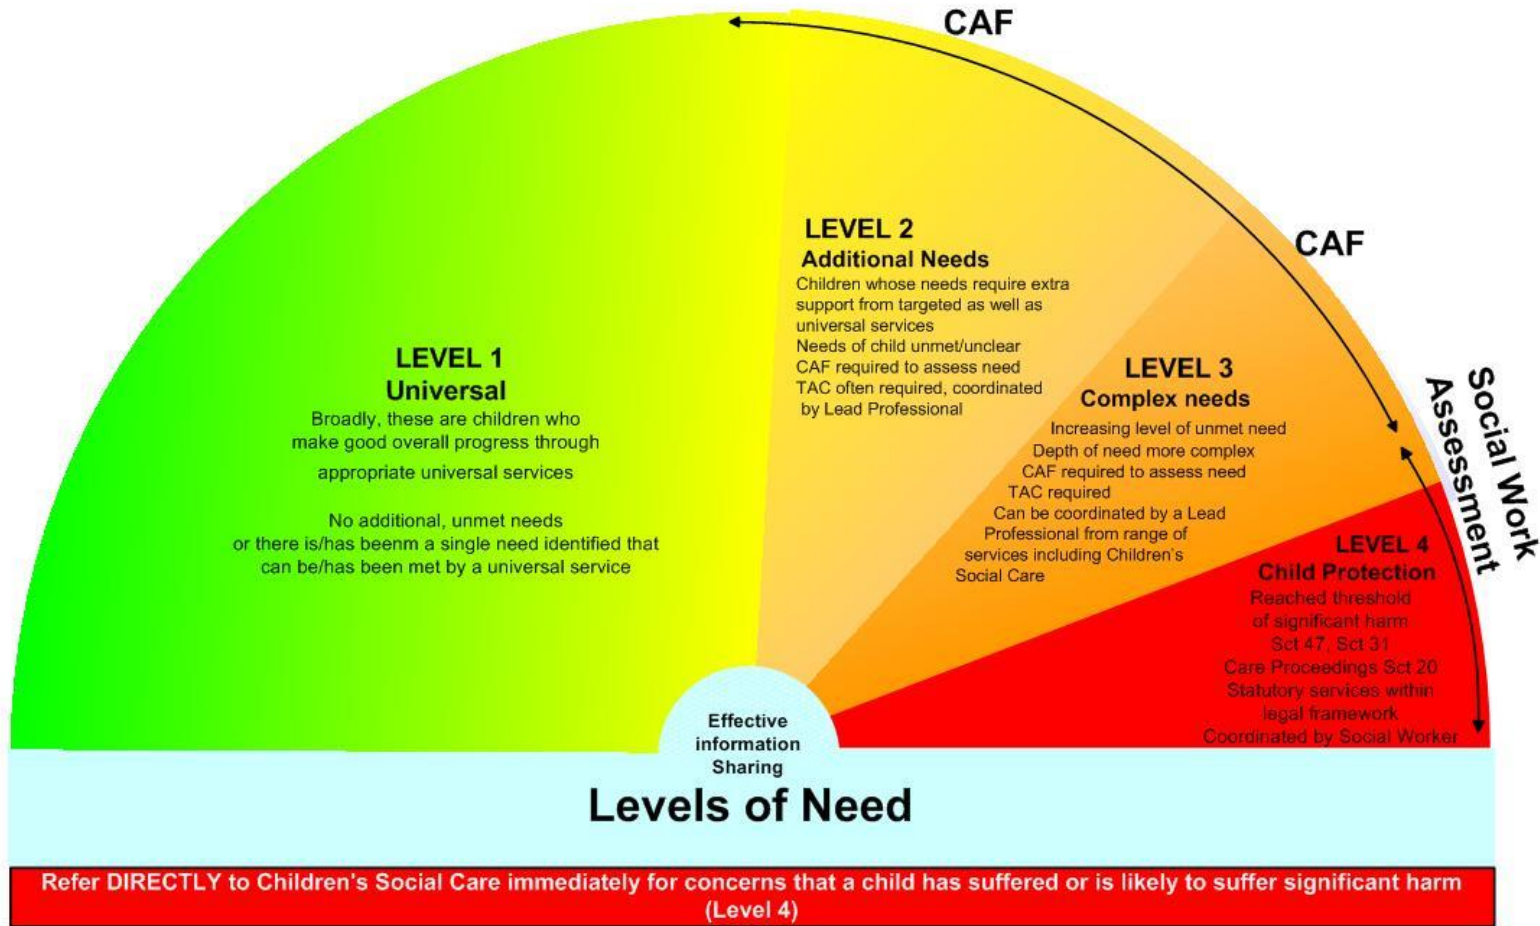 CAF
CAF
Social Work
Assessment
LEVEL 1
Universal
Broadly, these are children who
make good overall progress through
appropriate universal services
No additional, unmet needs
or there is/has beenm a single need identified that
can be/has been met by a universal service
LEVEL 2
Additional Needs
Children whose needs require extra
support from targeted as well as
universal services
Needs of child unmet/unclear
CAF required to assess need
TAC often required, coordinated
by Lead Professional
LEVEL 3
Complex needs
Increasing level of unmet need
Depth of need more complex
CAF required to assess need
TAC required
Can be coordinated by a Lead
Professional from range of
services including Children's
Social Care
LEVEL 4
Child Protection
Reached threshold
of significant harm
Sct 47, Sct 31
Care Proceedings Sct 20
Statutory services within
legal framework
Coordinated by Social Worker
Effective
information
Sharing
Levels of Need
Refer DIRECTLY to Children's Social Care immediately for concerns that a child has suffered or is likely to suffer significant harm
(Level 4)